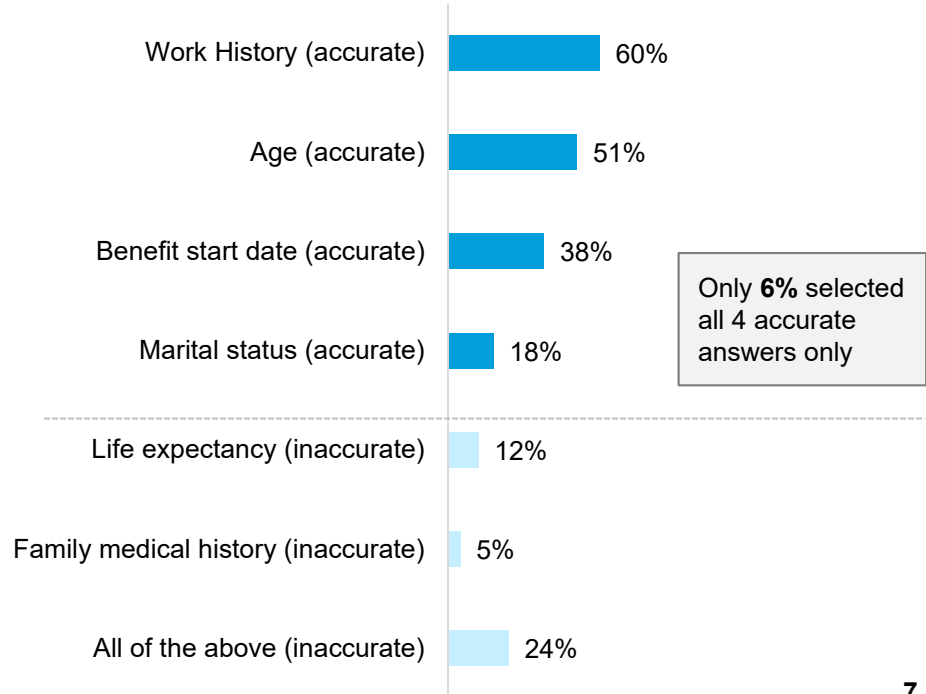 Work History (accurate) 60%
Age (accurate) 51%
Benefit start date (accurate) 38%
Only 6% selected
all 4 accurate
answers only
Marital status (accurate) 18%
Life expectancy (inaccurate) 12%
Family medical history (inaccurate) 5%
All of the above (inaccurate) 24%
7